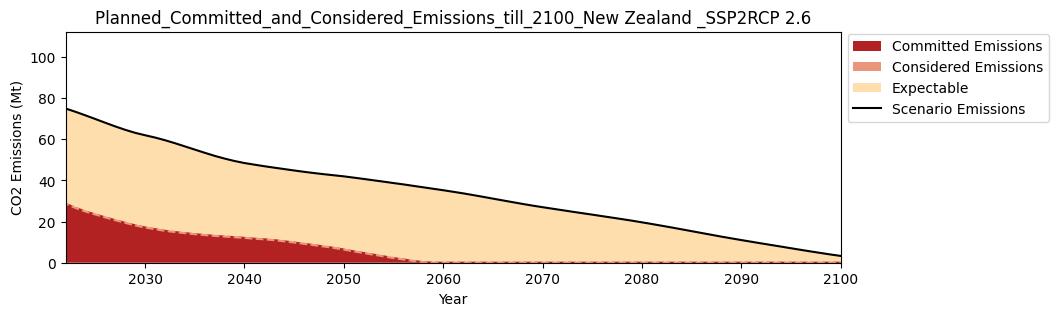 Planned_Committed_and_Considered_Emissions_till_2100_New Zealand _SSP2RCP 2.6
CO2 Emissions (Mt)
100
80
60
40
20
0
2030 2040 2050 2060 2070 2080 2090 2100
Year
Committed Emissions
Considered Emissions
Expectable
Scenario Emissions